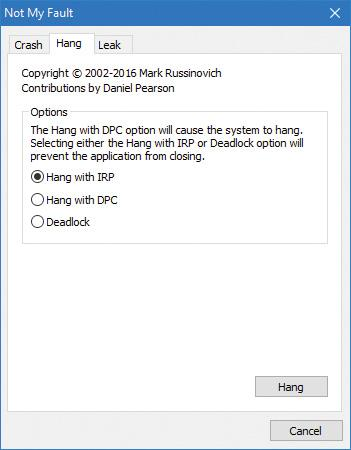 Not My Fault
Crash Hang Leak
Copyright © 2002-2016 Mark Russinovich
Contributions by Daniel Pearson
Options
The Hang with DPC option will cause the system to hang.
Selecting either the Hang with IRP or Deadlock option will
prevent the application from closing.
Hang with IRP
Hang with DPC
Deadlock
Hang
Cancel